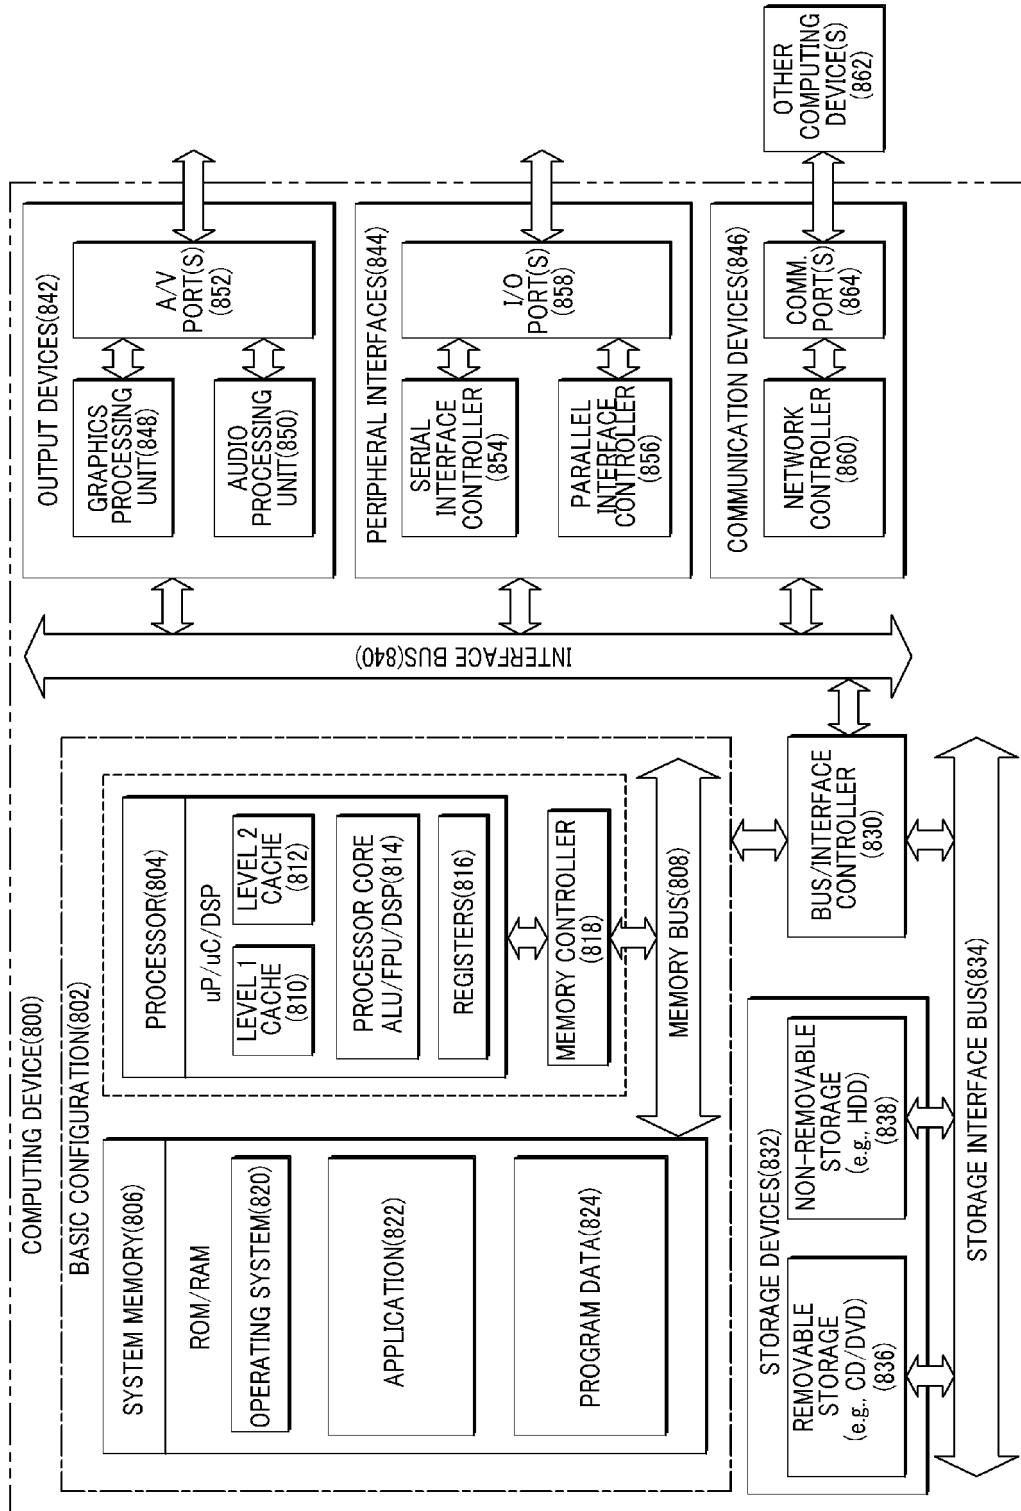 COMPUTING DEVICE(800)
BASIC CONFIGURATION(802)
SYSTEM MEMORY(806)
ROM/RAM
OPERATING SYSTEM(820)
APPLICATION(822)
PROGRAM DATA(824)
PROCESSOR(804)
uP/uC/DSP
LEVEL 1
CACHE
(810)
LEVEL 2
CACHE
(812)
PROCESSOR CORE
ALU/FPU/DSP(814)
REGISTERS(816)
MEMORY CONTROLLER
(818)
MEMORY BUS(808)
STORAGE DEVICES(832)
REMOVABLE
STORAGE
(e.g., CD/DVD)
(836)
NON-REMOVABLE
STORAGE
(e.g., HDD)
(838)
BUS/INTERFACE
CONTROLLER
(830)
STORAGE INTERFACE BUS(834)
INTERFACE BUS(840)
OUTPUT DEVICES(842)
GRAPHICS
PROCESSING
UNIT(848)
AUDIO
PROCESSING
UNIT(850)
A/V
PORT(S)
(852)
PERIPHERAL INTERFACES(844)
SERIAL
INTERFACE
CONTROLLER
(854)
PARALLEL
INTERFACE
CONTROLLER
(856)
I/O
PORT(S)
(858)
COMMUNICATION DEVICES(846)
NETWORK
CONTROLLER
(860)
COMM.
PORT(S)
(864)
OTHER
COMPUTING
DEVICE(S)
(862)